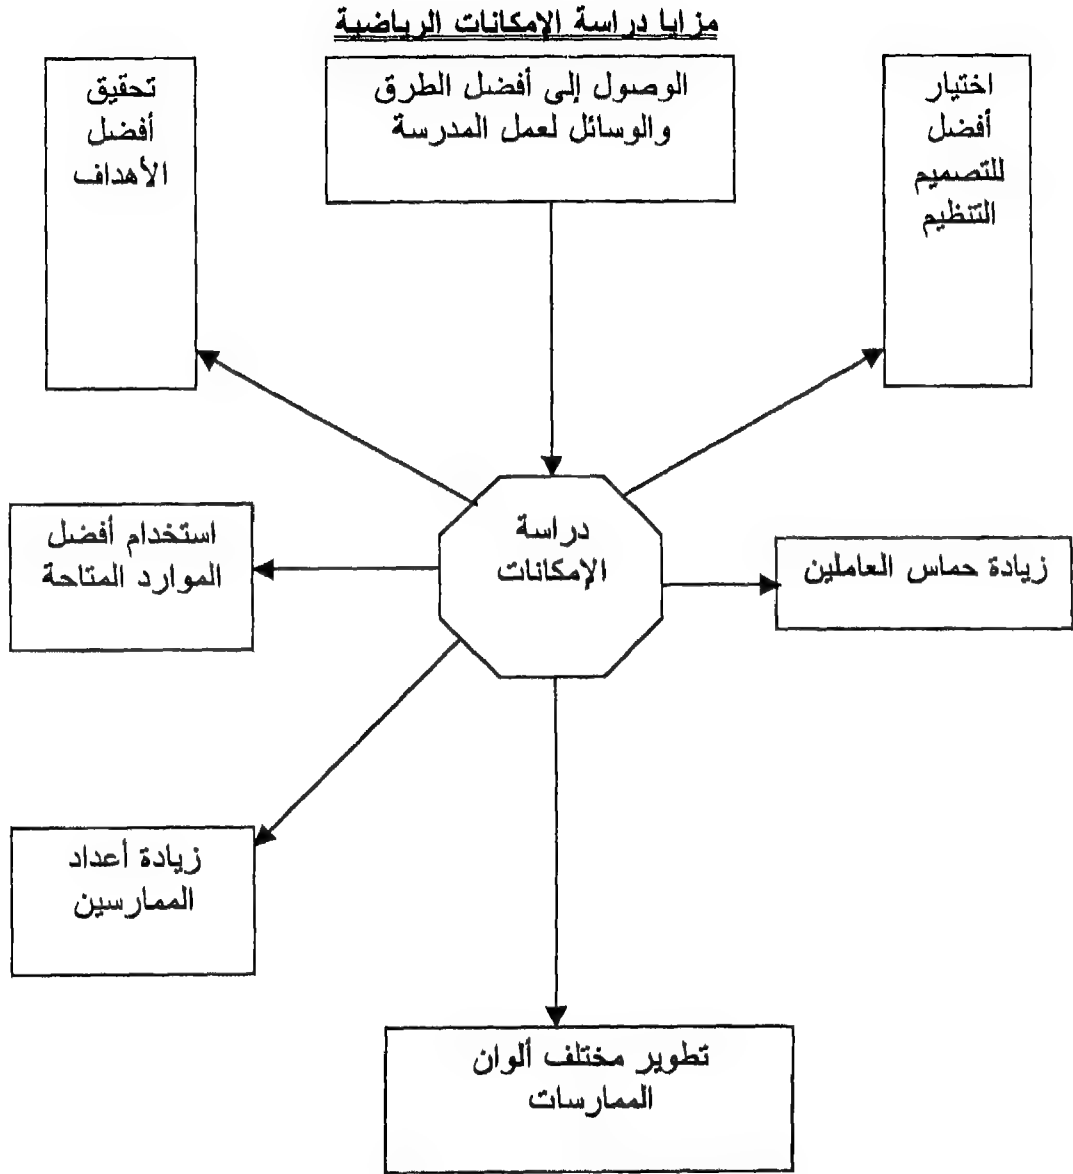 مزايا دراسة الإمكانات الرياضية
الوصول إلى أفضل الطرق
والوسائل لعمل المدرسة
اختيار
أفضل
للتصميم
التنظيم
تحقيق
أفضل
الأهداف
دراسة
الإمكانات
زيادة حماس العاملين
استخدام أفضل
الموارد المتاحة
زيادة أعداد
الممارسين
تطوير مختلف ألوان
الممارسات